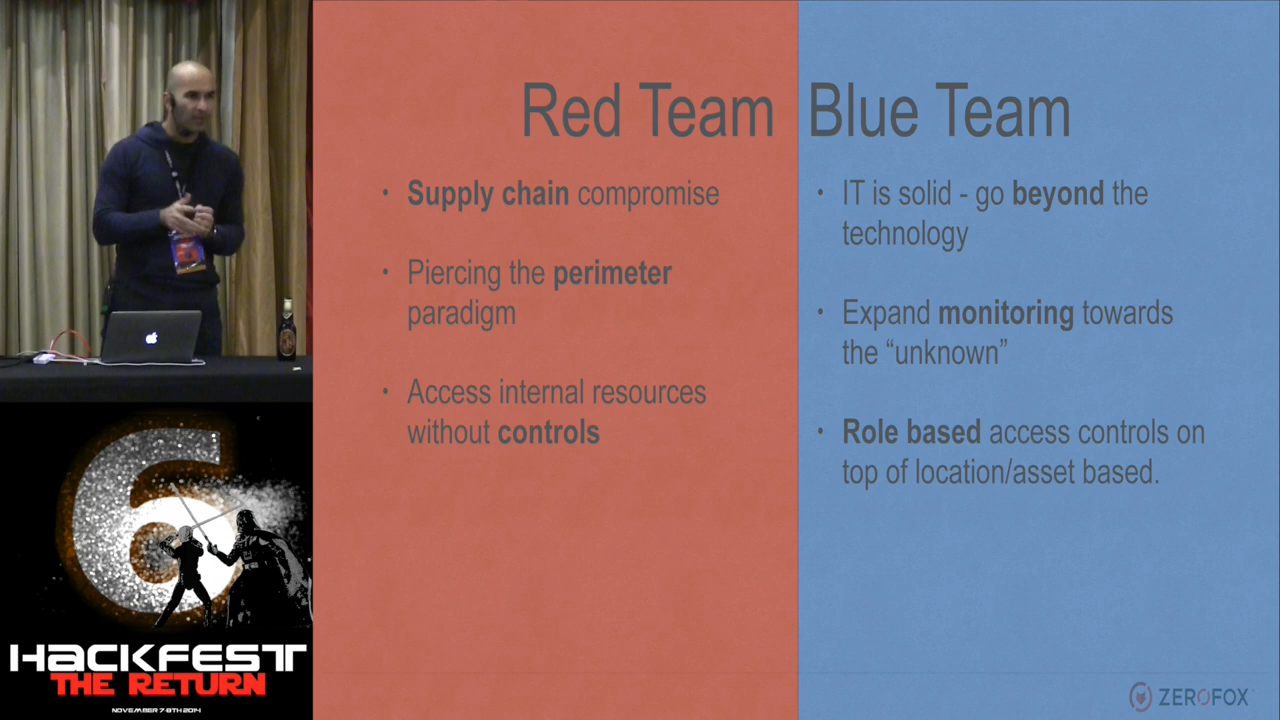 Red Team
Blue Team
• Supply chain compromise
• Piercing the perimeter
paradigm
• Access internal resources
without controls
• IT is solid - go beyond the
technology
• Expand monitoring towards
the “unknown”
• Role based access controls on
top of location/asset based.
ZEROFOX
6
HACKFEST
THE RETURN
NOVEMBER 7-8TH 2014